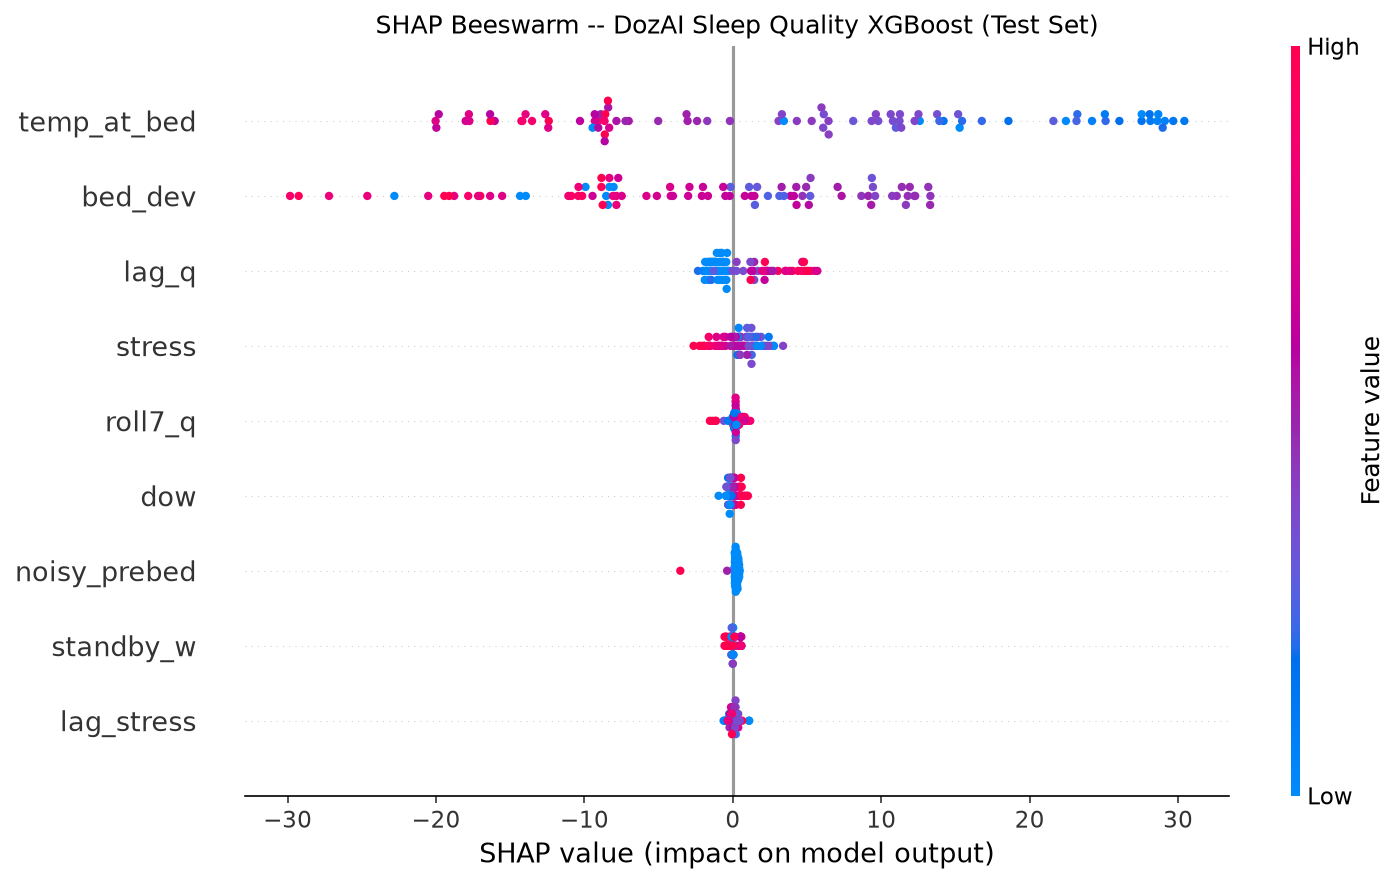 SHAP Beeswarm -- DozAI Sleep Quality XGBoost (Test Set)
High
temp_at_bed
bed_dev
lag_q
stress
roll7_q
dow
noisy_prebed
standby_w
lag_stress
Feature value
Low
−30 −20 −10 0 10 20 30
SHAP value (impact on model output)